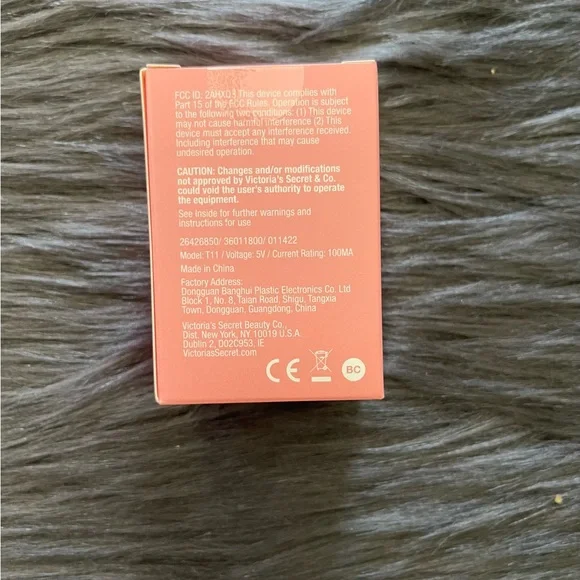 FCC ID: 2AHXQ3 This device complies with
Part 15 of the FCC Rules. Operation is subject
to the following two conditions: (1) This device
may not cause harmful interference (2) This
device must accept any interference received.
Including interference that may cause
undesired operation.
CAUTION: Changes and/or modifications
not approved by Victoria's Secret & Co.
could void the user's authority to operate
the equipment.
See inside for further warnings and
instructions for use
26426850/ 36011800/ 011422
Model: T11 / Voltage: 5V / Current Rating: 100MA
Made in China
Factory Address:
Dongguan Banghui Plastic Electronics Co. Ltd
Block 1, No. 8, Taian Road, Shigu, Tangxia
Town, Dongguan, Guangdong, China
Victoria's Secret Beauty Co.,
Dist. New York, NY 10019 U.S.A.
Dublin 2, D02C953, IE
VictoriasSecret.com
CE BC